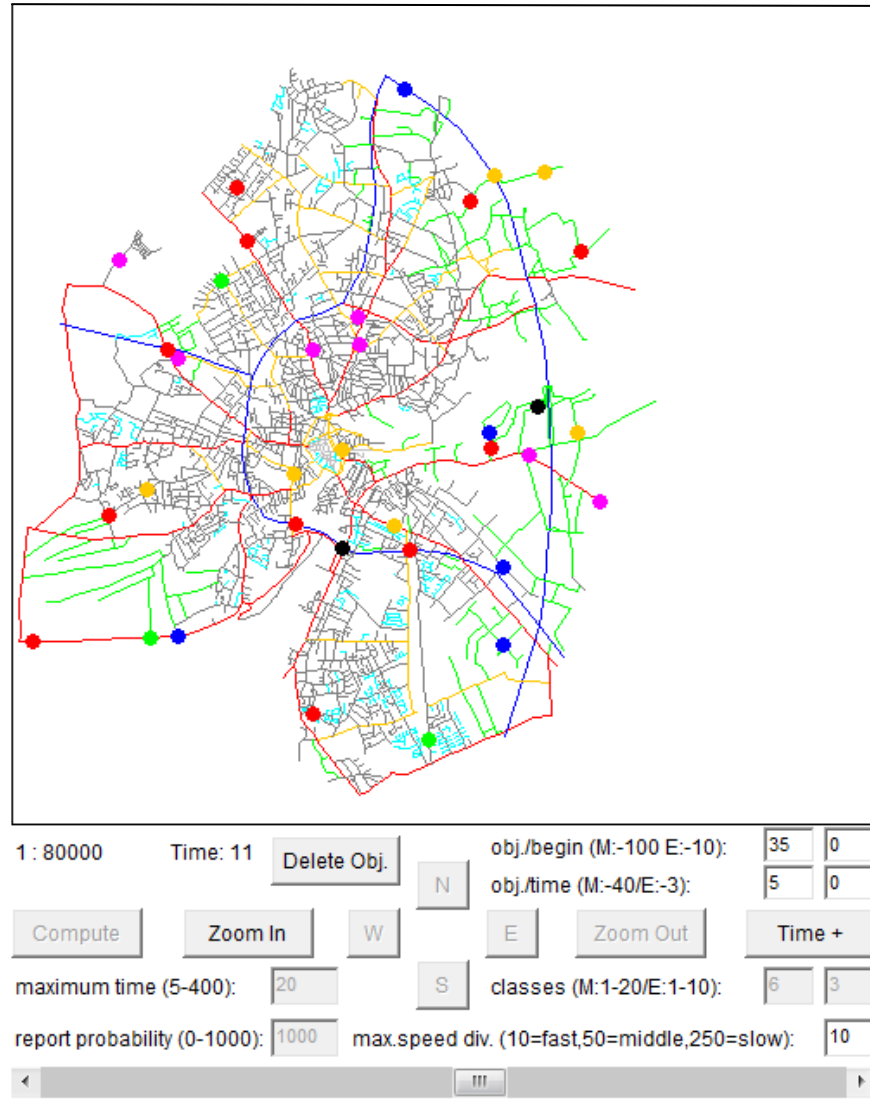 1 : 80000 Time: 11 Delete Obj. obj./begin (M:-100 E:-10): 35 0
N obj./time (M:-40/E:-3): 5 0
Compute Zoom In W E Zoom Out Time +
maximum time (5-400): 20 S classes (M:1-20/E:1-10): 6 3
report probability (0-1000): 1000 max.speed div. (10=fast,50=middle,250=slow): 10